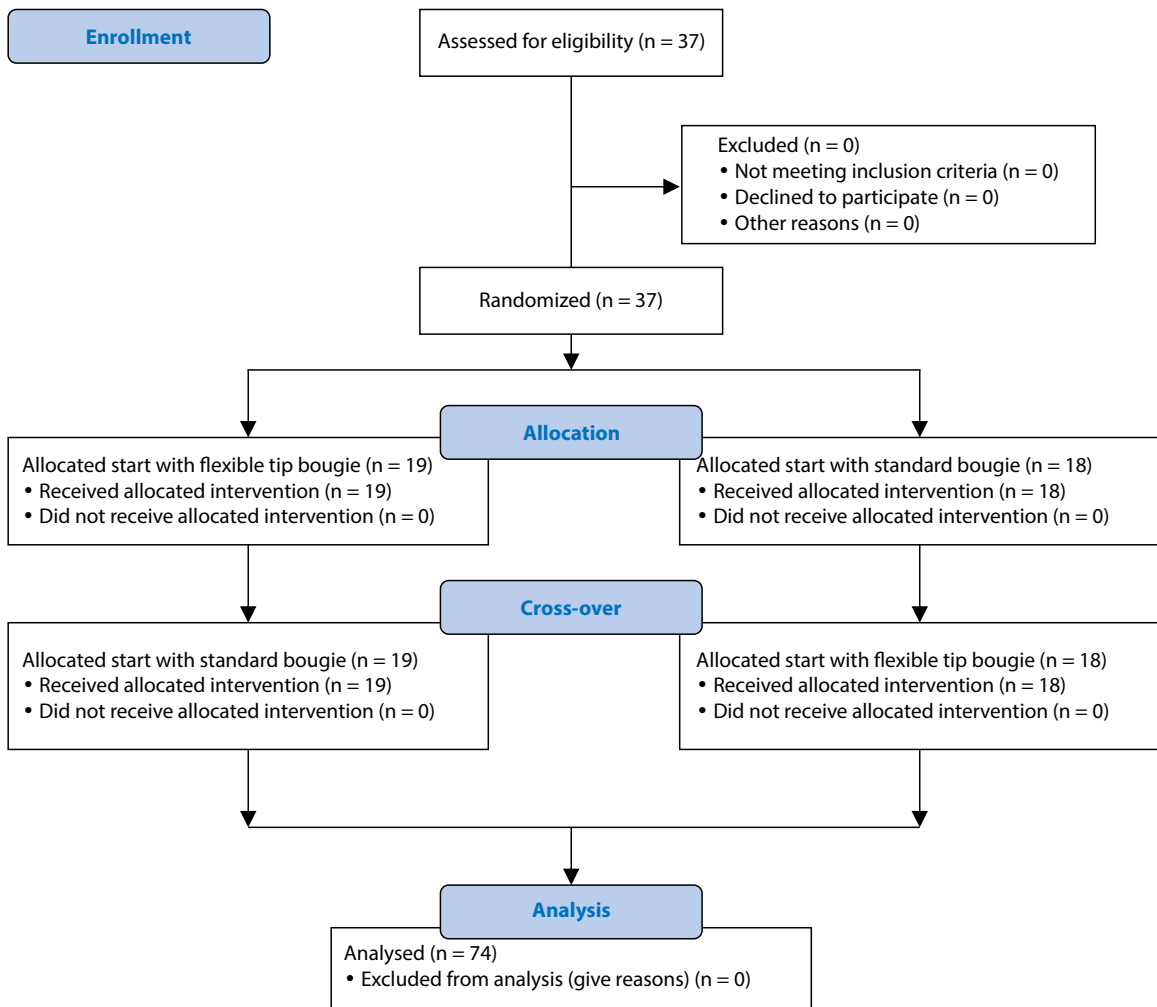 Enrollment
Assessed for eligibility (n = 37)
Excluded (n = 0)
• Not meeting inclusion criteria (n = 0)
• Declined to participate (n = 0)
• Other reasons (n = 0)
Randomized (n = 37)
Allocation
Allocated start with flexible tip bougie (n = 19)
• Received allocated intervention (n = 19)
• Did not receive allocated intervention (n = 0)
Allocated start with standard bougie (n = 18)
• Received allocated intervention (n = 18)
• Did not receive allocated intervention (n = 0)
Cross-over
Allocated start with standard bougie (n = 19)
• Received allocated intervention (n = 19)
• Did not receive allocated intervention (n = 0)
Allocated start with flexible tip bougie (n = 18)
• Received allocated intervention (n = 18)
• Did not receive allocated intervention (n = 0)
Analysis
Analysed (n = 74)
• Excluded from analysis (give reasons) (n = 0)